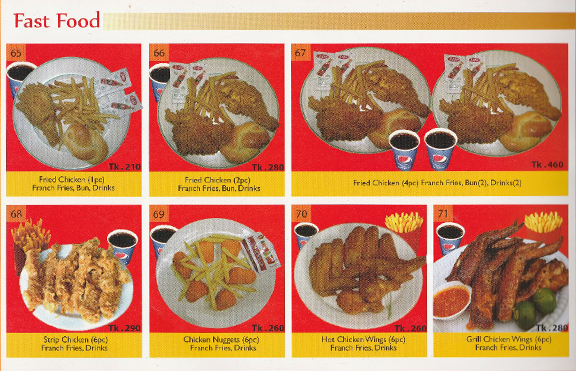 Fast Food
65
Tk.210
Fried Chicken (1pc)
Franch Fries, Bun, Drinks
66
Tk.280
Fried Chicken (2pc)
Franch Fries, Bun, Drinks
67
Tk.460
Fried Chicken (4pc) Franch Fries, Bun(2), Drinks(2)
68
Tk.290
Strip Chicken (6pc)
Franch Fries, Drinks
69
Tk.260
Chicken Nuggets (6pc)
Franch Fries, Drinks
70
Tk.260
Hot Chicken Wings (6pc)
Franch Fries, Drinks
71
Tk.280
Grill Chicken Wings (6pc)
Franch Fries, Drinks